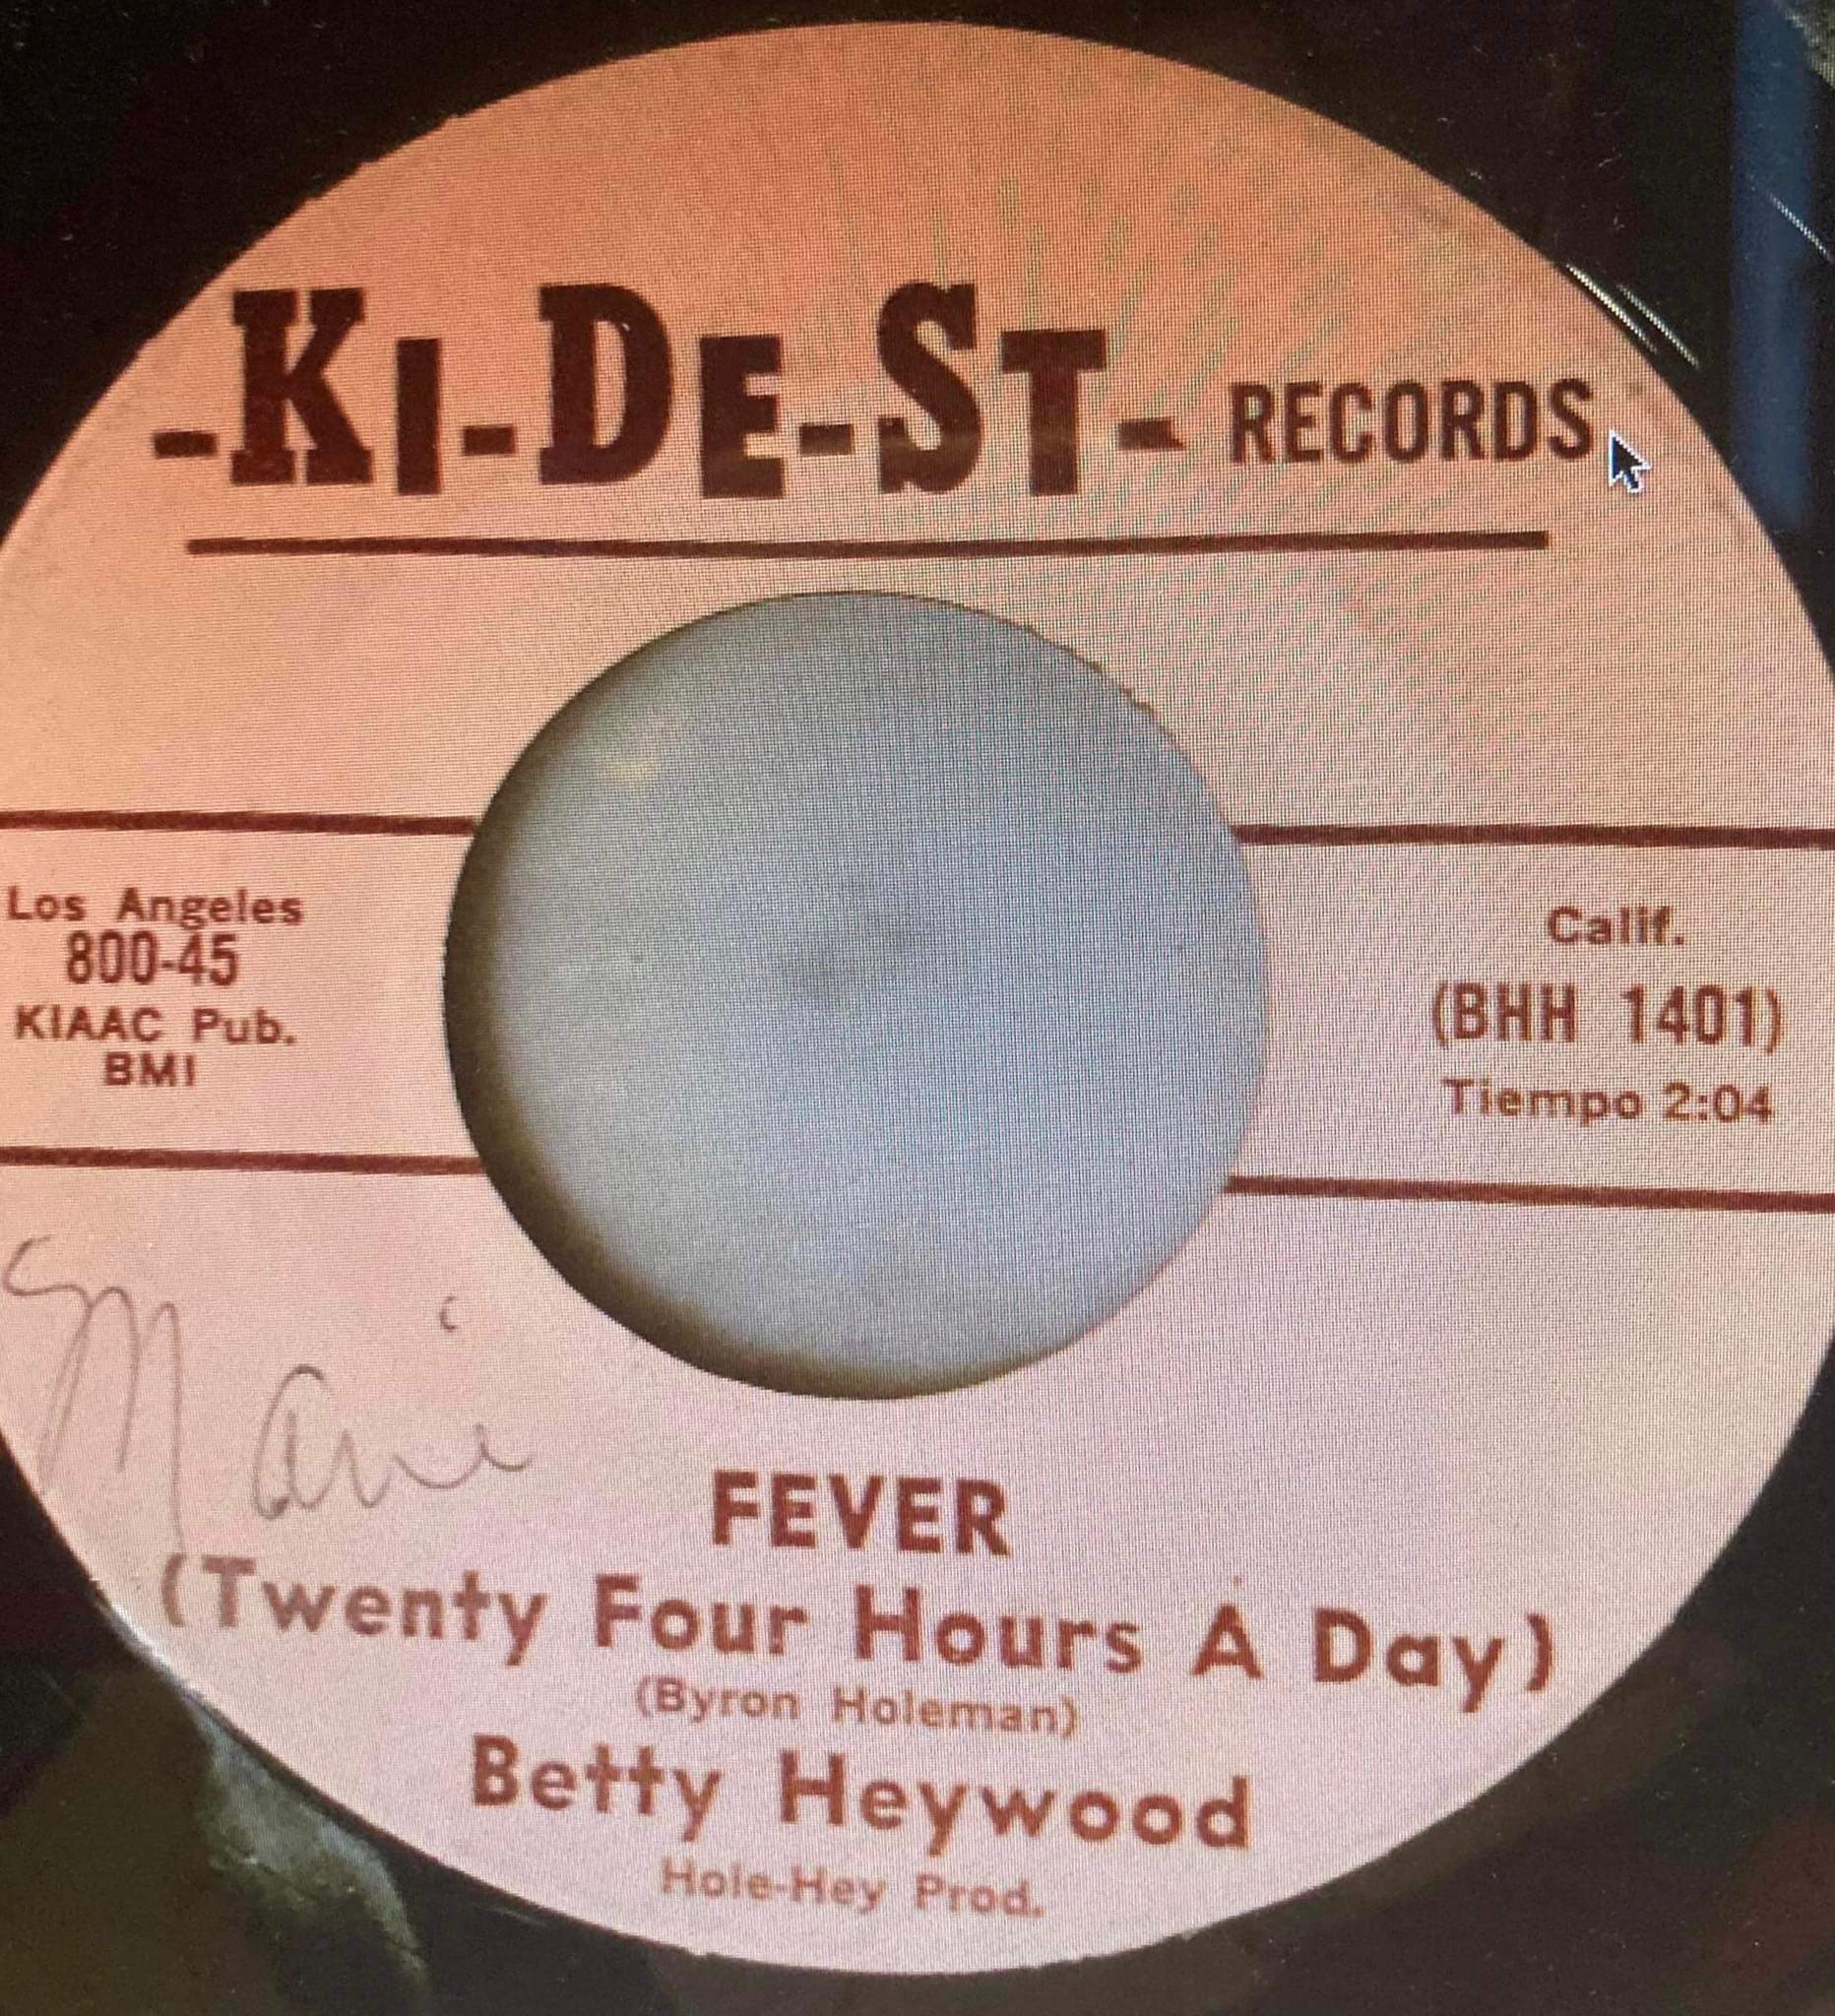 -KI-DE-ST- RECORDS
Los Angeles
800-45
KIAAC Pub.
BMI
Calif.
(BHH 1401)
Tiempo 2:04
FEVER
(Twenty Four Hours A Day)
(Byron Holeman)
Betty Heywood
Hole-Hey Prod.